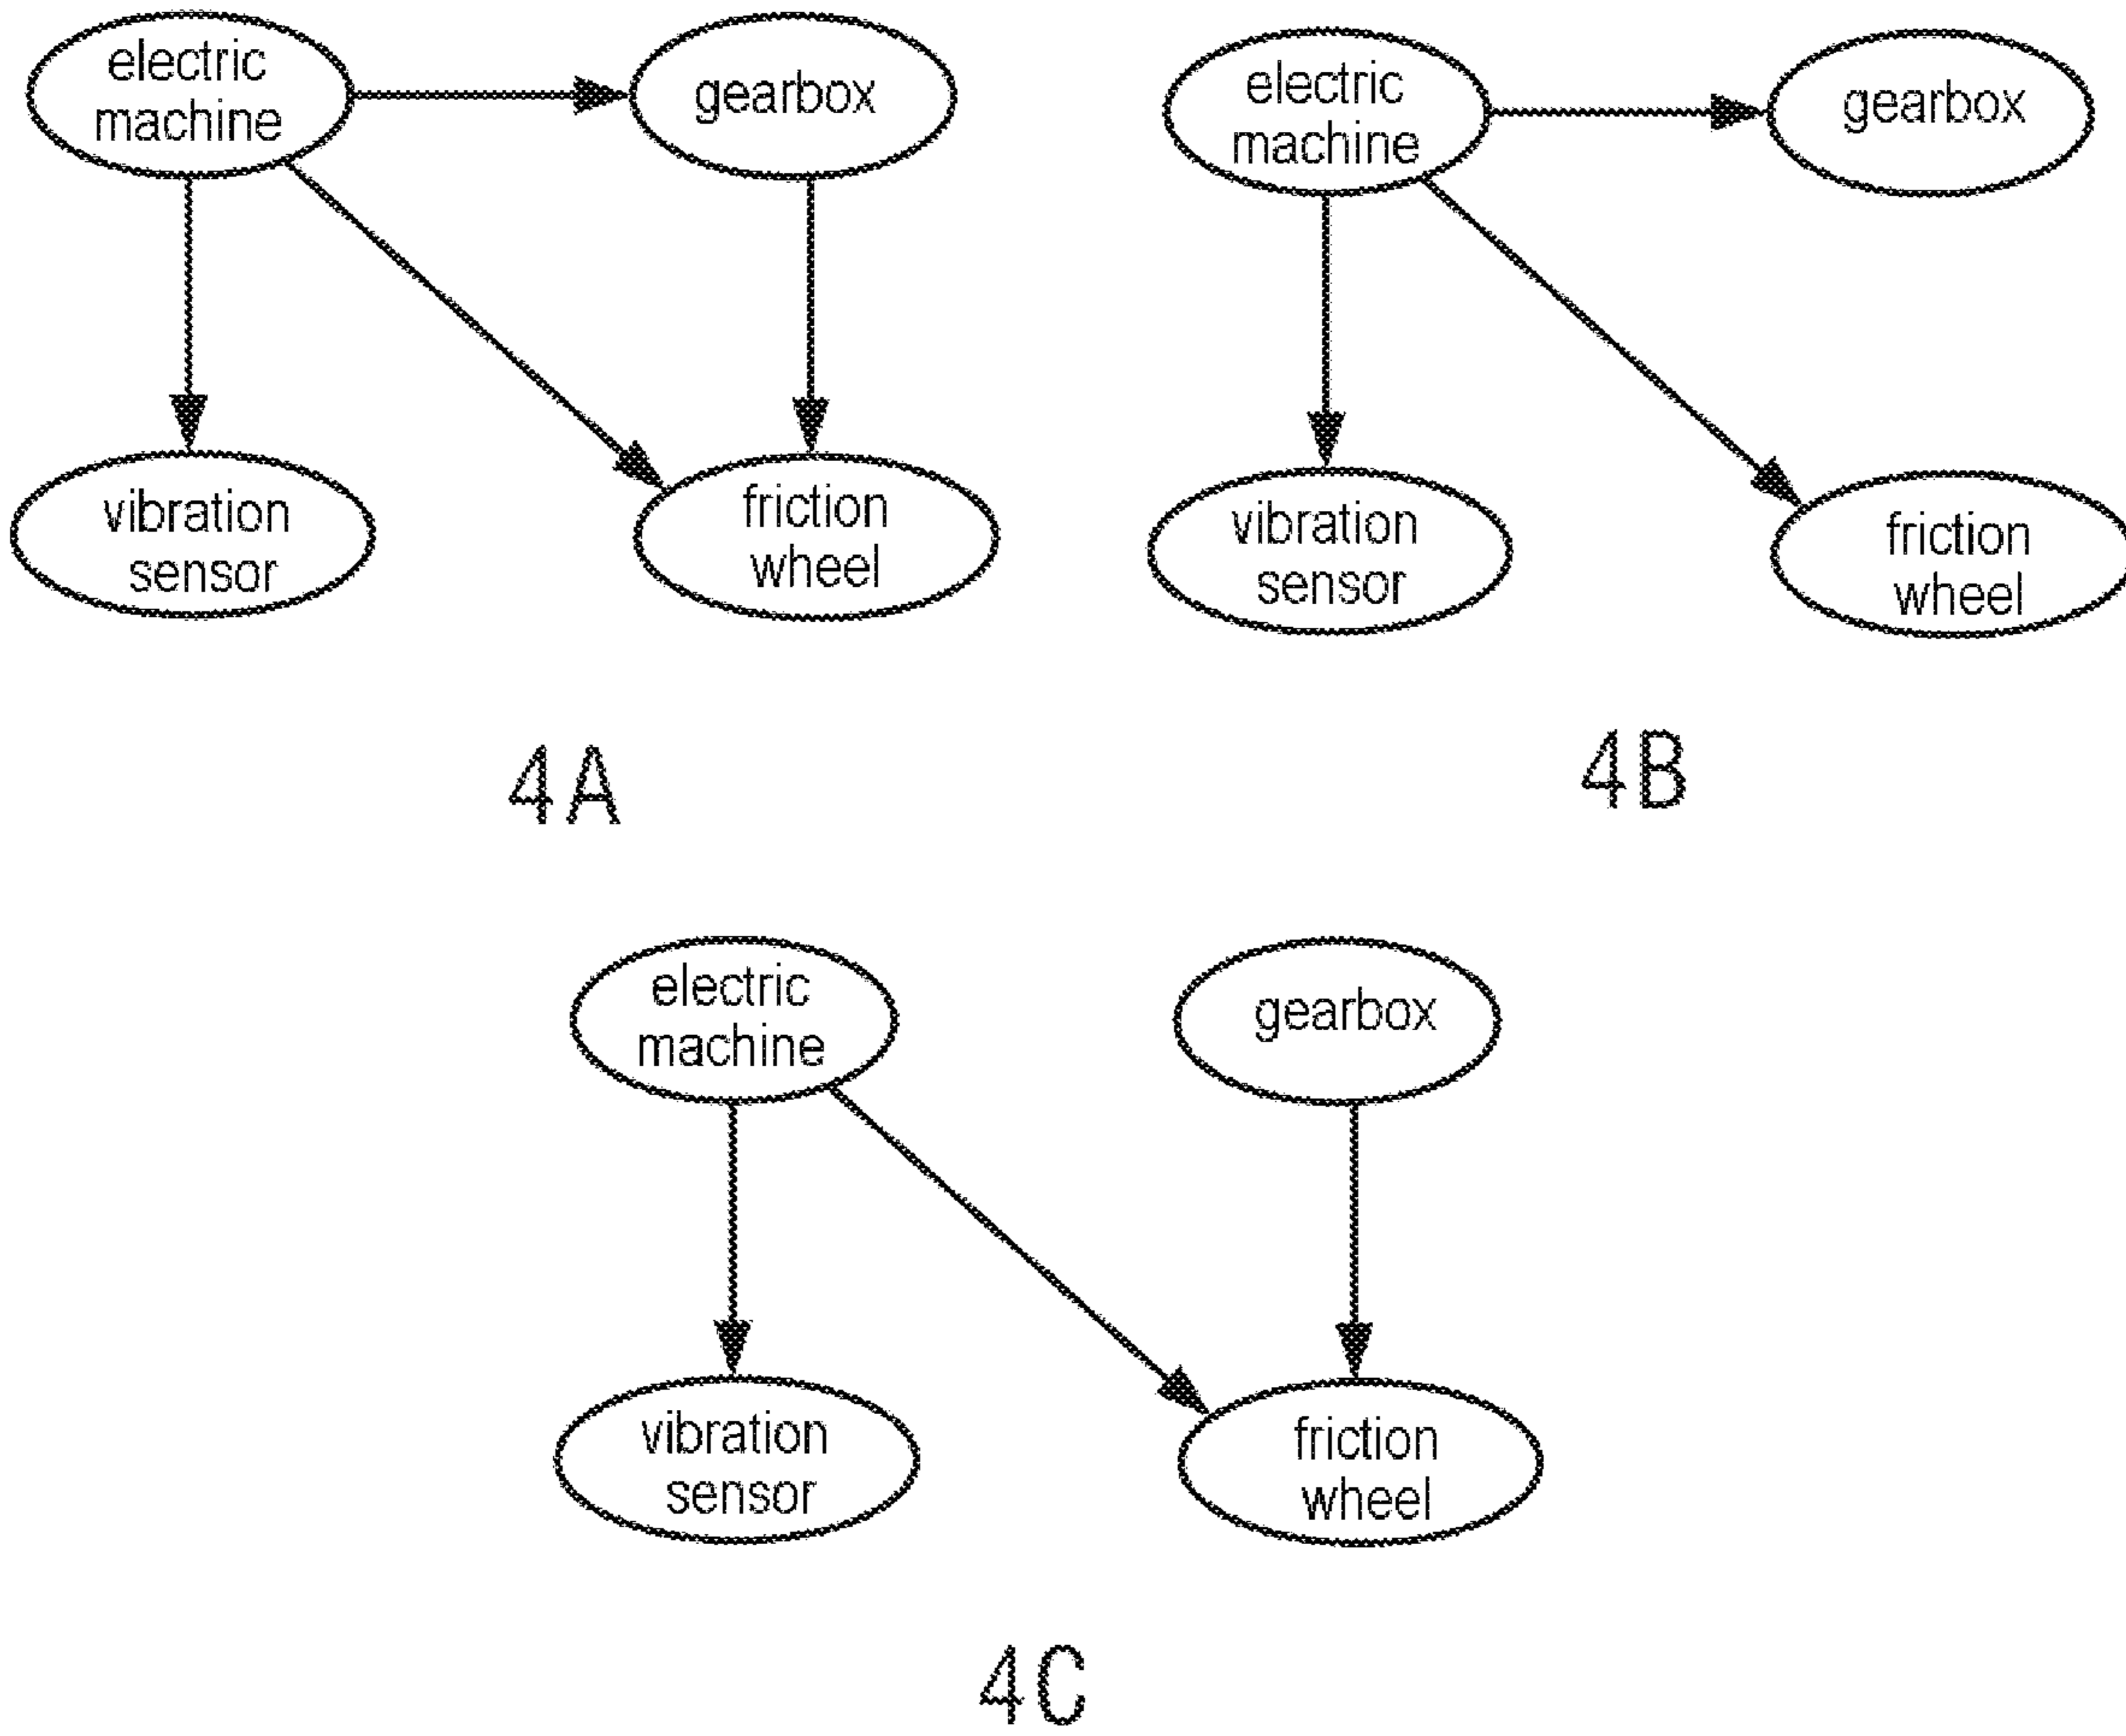 electric
machine
gearbox
vibration
sensor
friction
wheel
4A
electric
machine
gearbox
vibration
sensor
friction
wheel
4B
electric
machine
gearbox
vibration
sensor
friction
wheel
4C